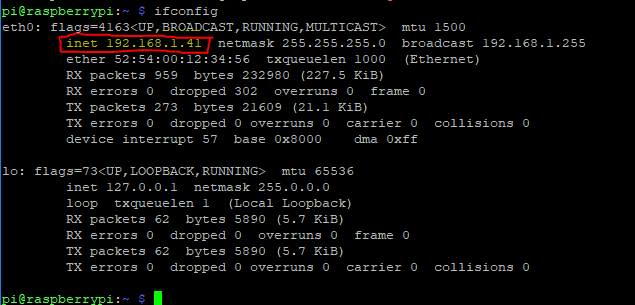 pi@raspberrypi:~ $ ifconfig
eth0: flags=4163<UP,BROADCAST,RUNNING,MULTICAST>  mtu 1500
        inet 192.168.1.41  netmask 255.255.255.0  broadcast 192.168.1.255
        ether 52:54:00:12:34:56  txqueuelen 1000  (Ethernet)
        RX packets 959  bytes 232980 (227.5 KiB)
        RX errors 0  dropped 302  overruns 0  frame 0
        TX packets 273  bytes 21609 (21.1 KiB)
        TX errors 0  dropped 0 overruns 0  carrier 0  collisions 0
        device interrupt 57  base 0x8000      dma 0xff
lo: flags=73<UP,LOOPBACK,RUNNING>  mtu 65536
        inet 127.0.0.1  netmask 255.0.0.0
        loop  txqueuelen 1  (Local Loopback)
        RX packets 62  bytes 5890 (5.7 KiB)
        RX errors 0  dropped 0  overruns 0  frame 0
        TX packets 62  bytes 5890 (5.7 KiB)
        TX errors 0  dropped 0 overruns 0  carrier 0  collisions 0
pi@raspberrypi:~ $